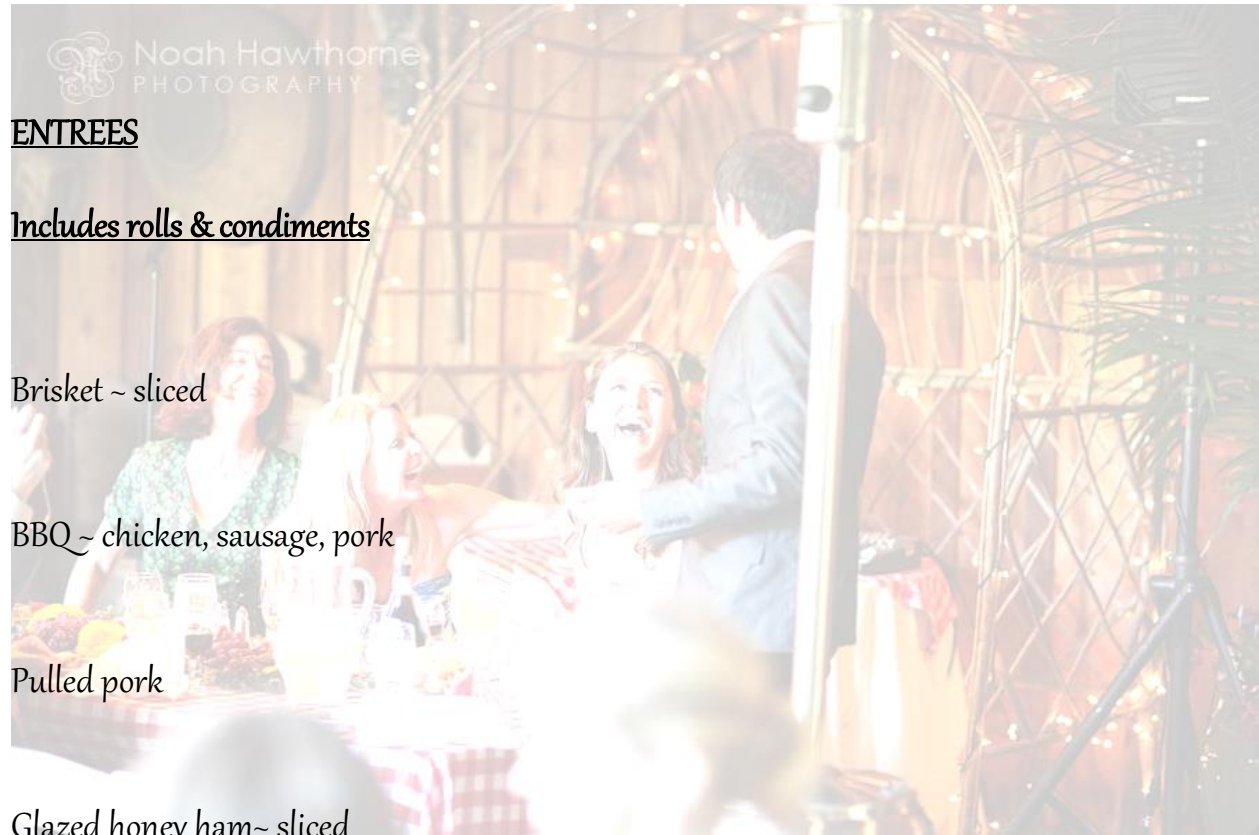 Noah Hawthorne
PHOTOGRAPHY
ENTREES
Includes rolls & condiments
Brisket ~ sliced
BBQ ~ chicken, sausage, pork
Pulled pork
Glazed honey ham~ sliced